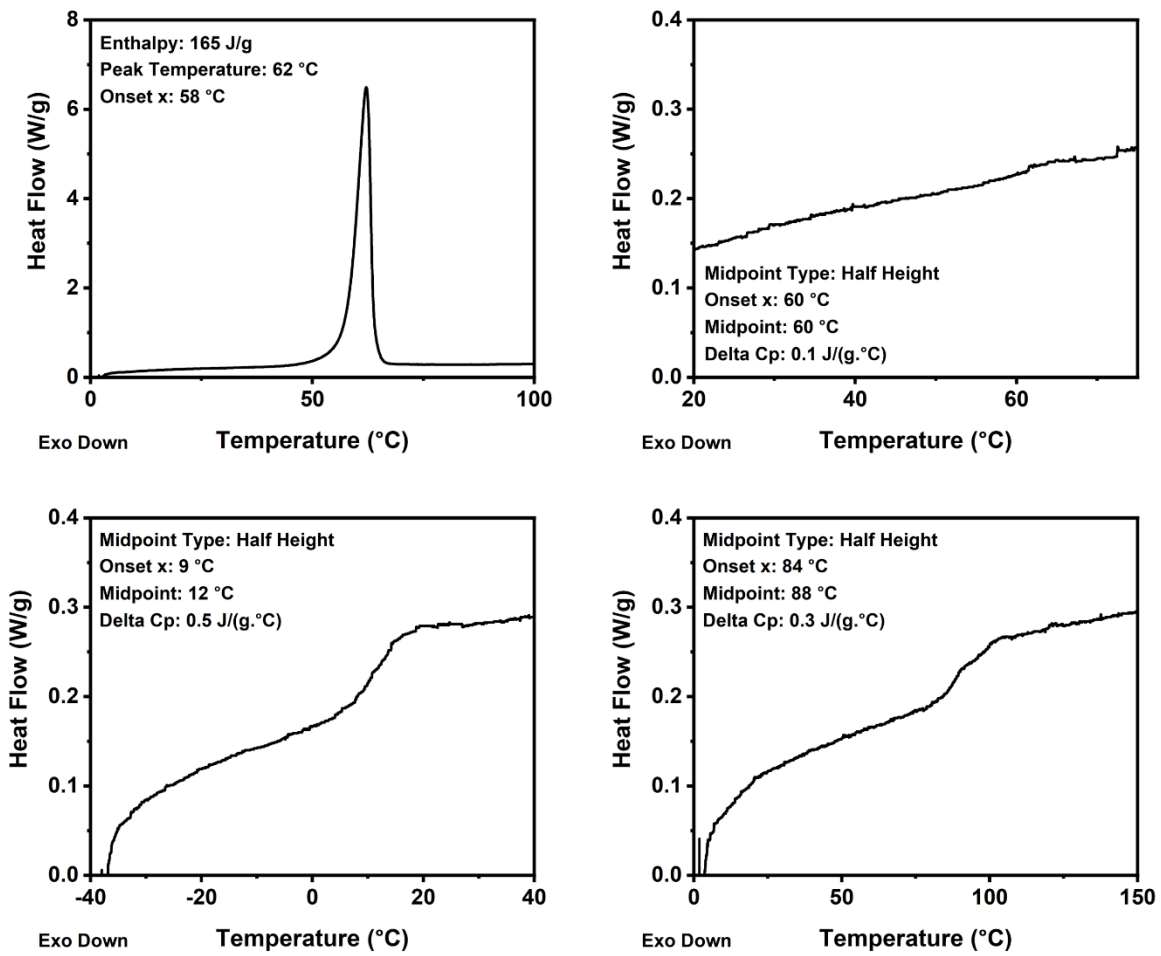 8
6
4
2
0
Heat Flow (W/g)
Enthalpy: 165 J/g
Peak Temperature: 62 °C
Onset x: 58 °C
0 50 100
Exo Down
Temperature (°C)
0.4
0.3
0.2
0.1
0.0
Heat Flow (W/g)
Midpoint Type: Half Height
Onset x: 60 °C
Midpoint: 60 °C
Delta Cp: 0.1 J/(g.°C)
20 40 60
Exo Down
Temperature (°C)
0.4
0.3
0.2
0.1
0.0
Heat Flow (W/g)
Midpoint Type: Half Height
Onset x: 9 °C
Midpoint: 12 °C
Delta Cp: 0.5 J/(g.°C)
-40 -20 0 20 40
Exo Down
Temperature (°C)
0.4
0.3
0.2
0.1
0.0
Heat Flow (W/g)
Midpoint Type: Half Height
Onset x: 84 °C
Midpoint: 88 °C
Delta Cp: 0.3 J/(g.°C)
0 50 100 150
Exo Down
Temperature (°C)